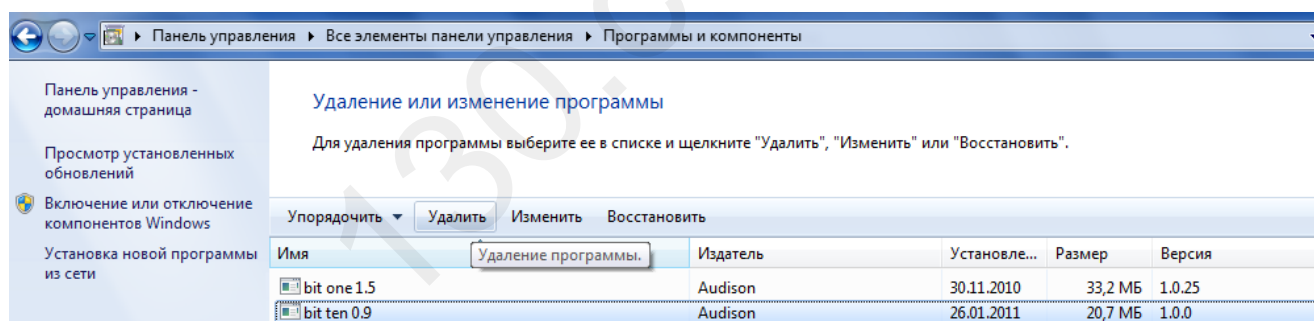 Панель управления ▸ Все элементы панели управления ▸ Программы и компоненты
Панель управления -
домашняя страница
Просмотр установленных
обновлений
Включение или отключение
компонентов Windows
Установка новой программы
из сети
Удаление или изменение программы
Для удаления программы выберите ее в списке и щелкните "Удалить", "Изменить" или "Восстановить".
Упорядочить Удалить Изменить Восстановить
Имя Издатель Установле... Размер Версия
Удаление программы.
bit one 1.5 Audison 30.11.2010 33,2 МБ 1.0.25
bit ten 0.9 Audison 26.01.2011 20,7 МБ 1.0.0